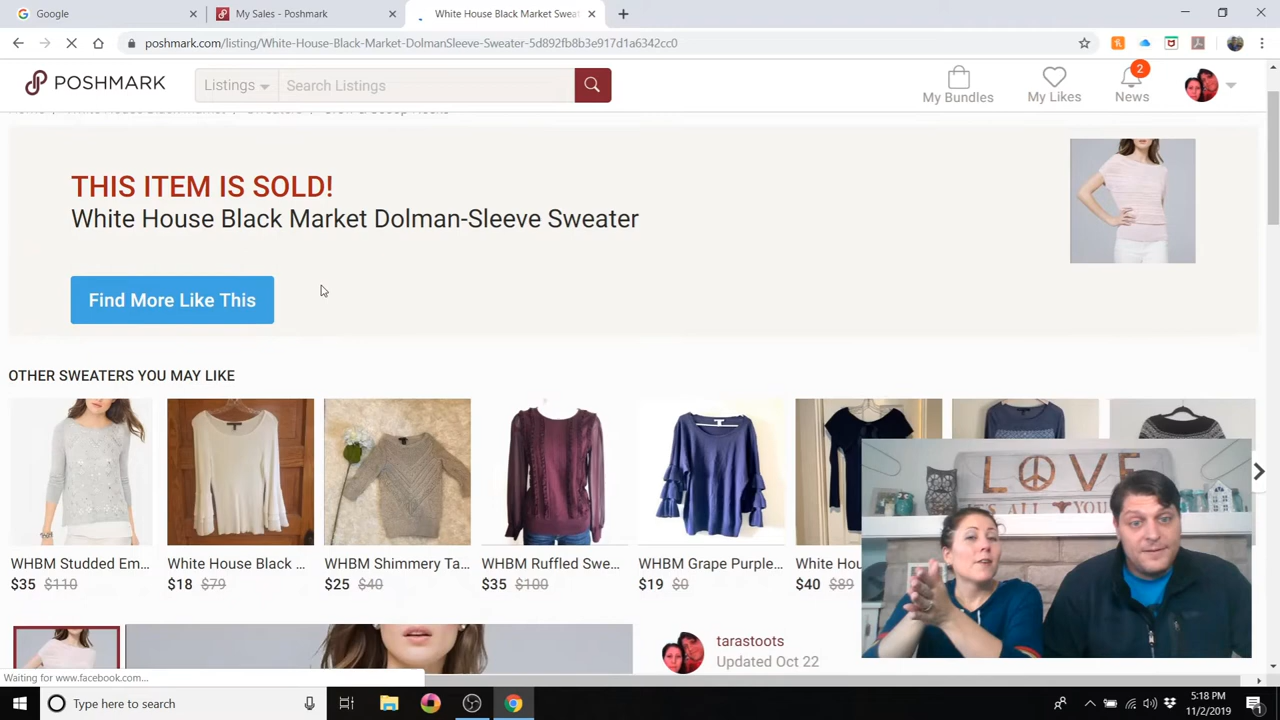 Google
My Sales - Poshmark
White House Black Market Sweat
poshmark.com/listing/White-House-Black-Market-DolmanSleeve-Sweater-5d892fb8b3e917d1a6342cc0
POSHMARK
Listings
Search Listings
My Bundles
My Likes
2
News
THIS ITEM IS SOLD!
White House Black Market Dolman-Sleeve Sweater
Find More Like This
OTHER SWEATERS YOU MAY LIKE
WHBM Studded Em...
$35 $110
White House Black ...
$18 $79
WHBM Shimmery Ta...
$25 $40
WHBM Ruffled Swe...
$35 $100
WHBM Grape Purple...
$19 $0
White Hou
$40 $89
LOVE
IS ALL YOU
tarastoots
Updated Oct 22
Waiting for www.facebook.com...
Type here to search
5:18 PM
11/2/2019
1